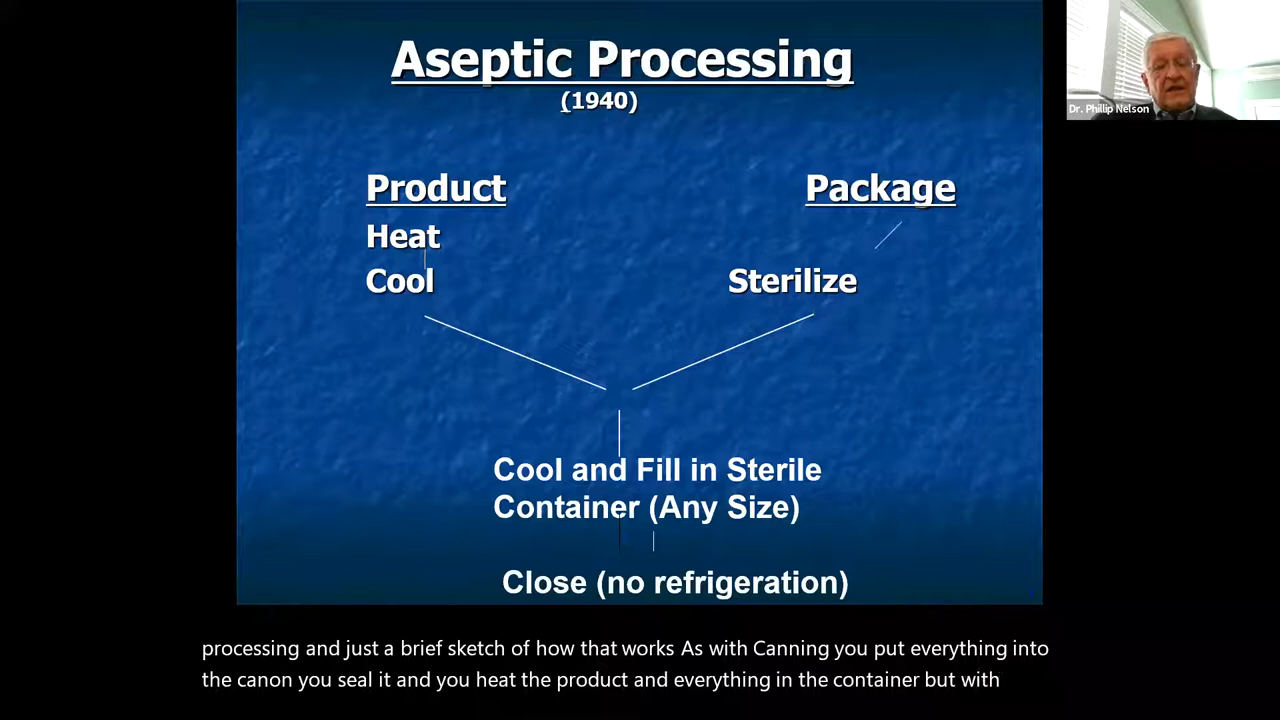 Aseptic Processing
(1940)
Dr. Phillip Nelson
Product
Package
Heat
Cool
Sterilize
Cool and Fill in Sterile
Container (Any Size)
Close (no refrigeration)
processing and just a brief sketch of how that works As with Canning you put everything into
the canon you seal it and you heat the product and everything in the container but with